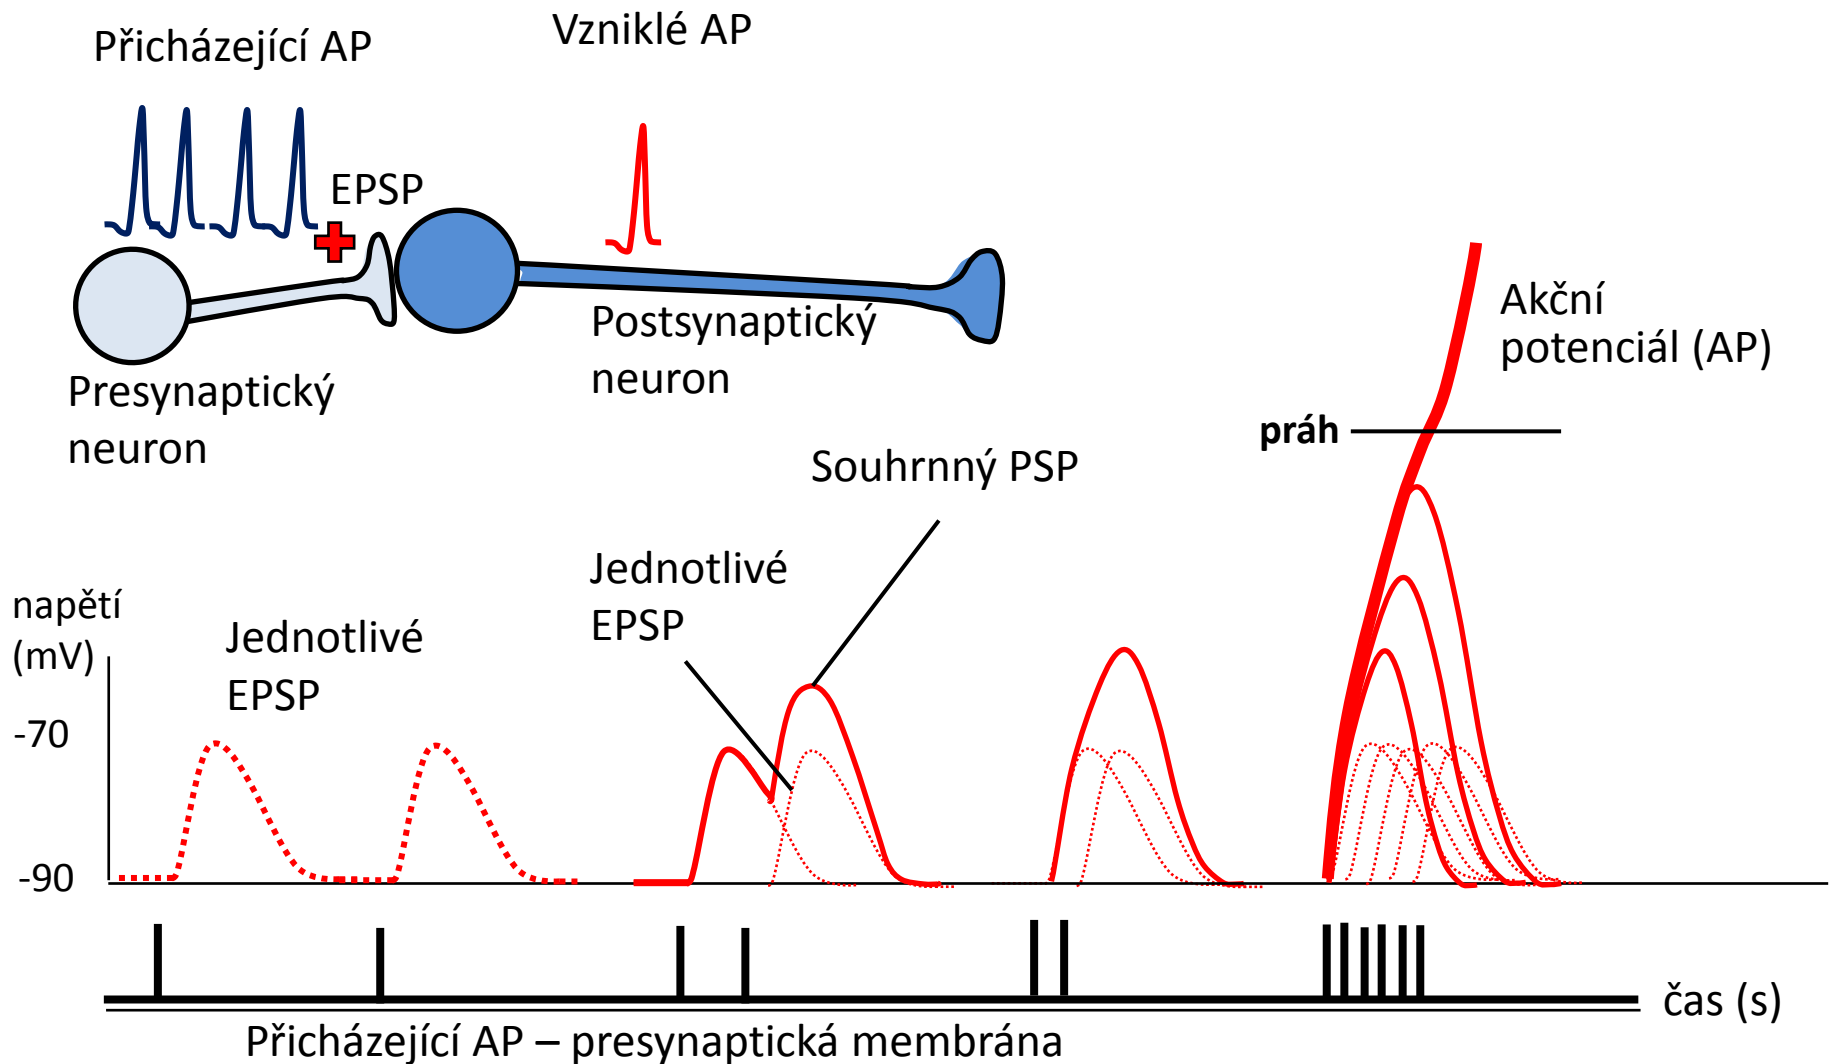 Přicházející AP
Vzniklé AP
EPSP
Presynaptický
neuron
Postsynaptický
neuron
Akční
potenciál (AP)
práh
Souhrnný PSP
Jednotlivé
EPSP
napětí
(mV)
Jednotlivé
EPSP
-70
-90
čas (s)
Přicházející AP – presynaptická membrána